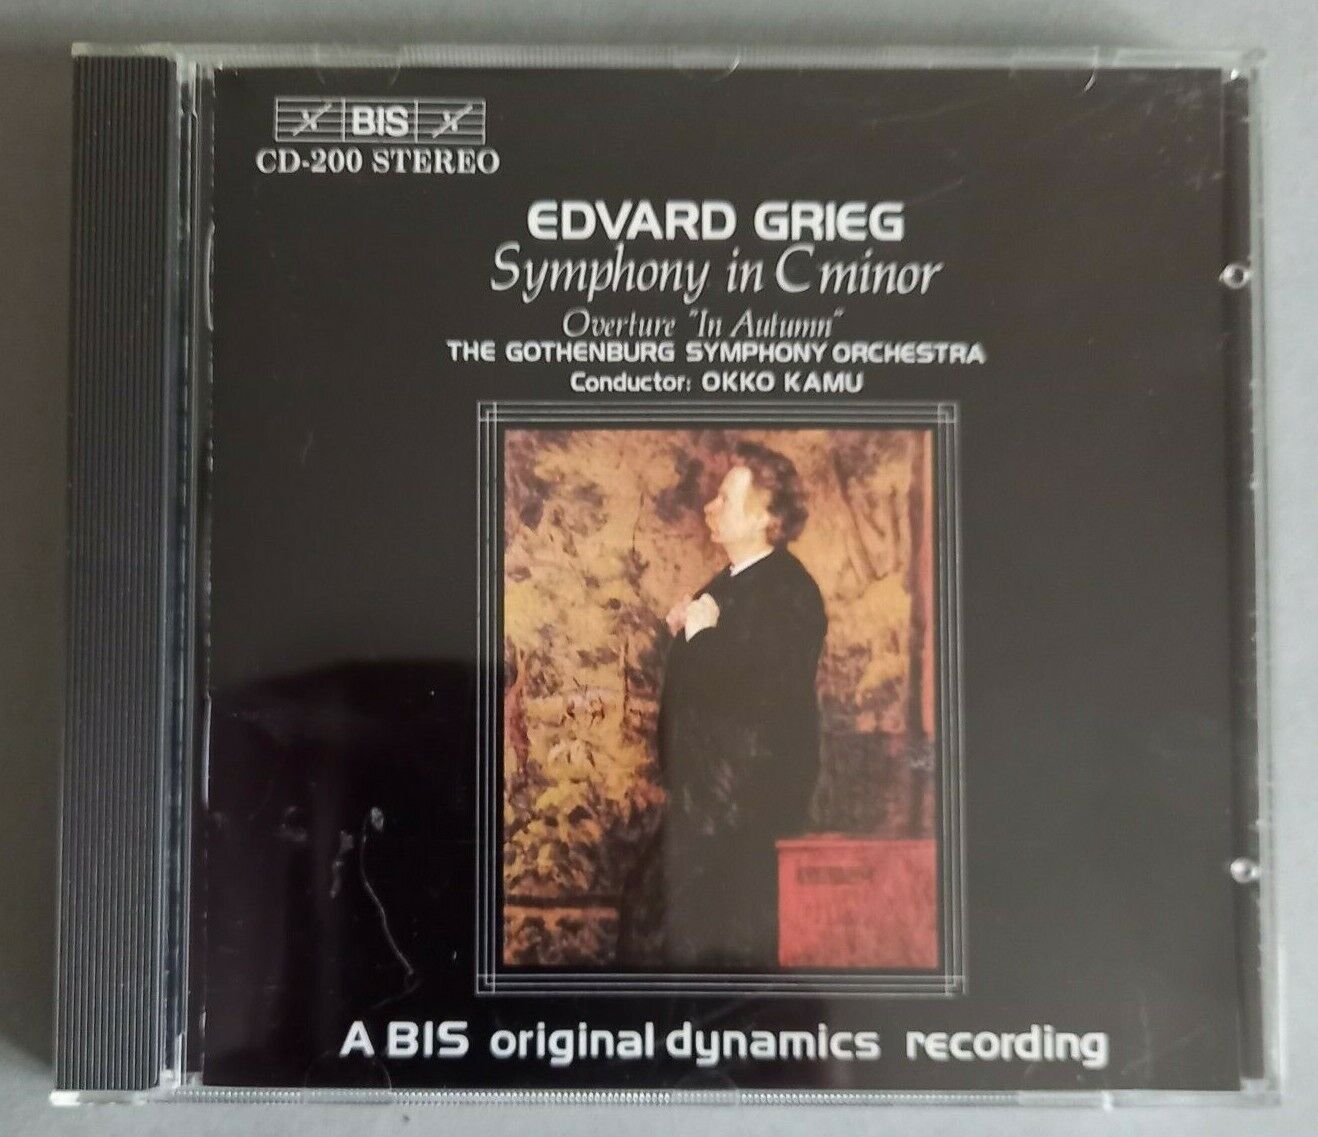 BIS
CD-200 STEREO
EDVARD GRIEG
Symphony in C minor
Overture "In Autumn"
THE GOTHENBURG SYMPHONY ORCHESTRA
Conductor: OKKO KAMU
A BIS original dynamics recording